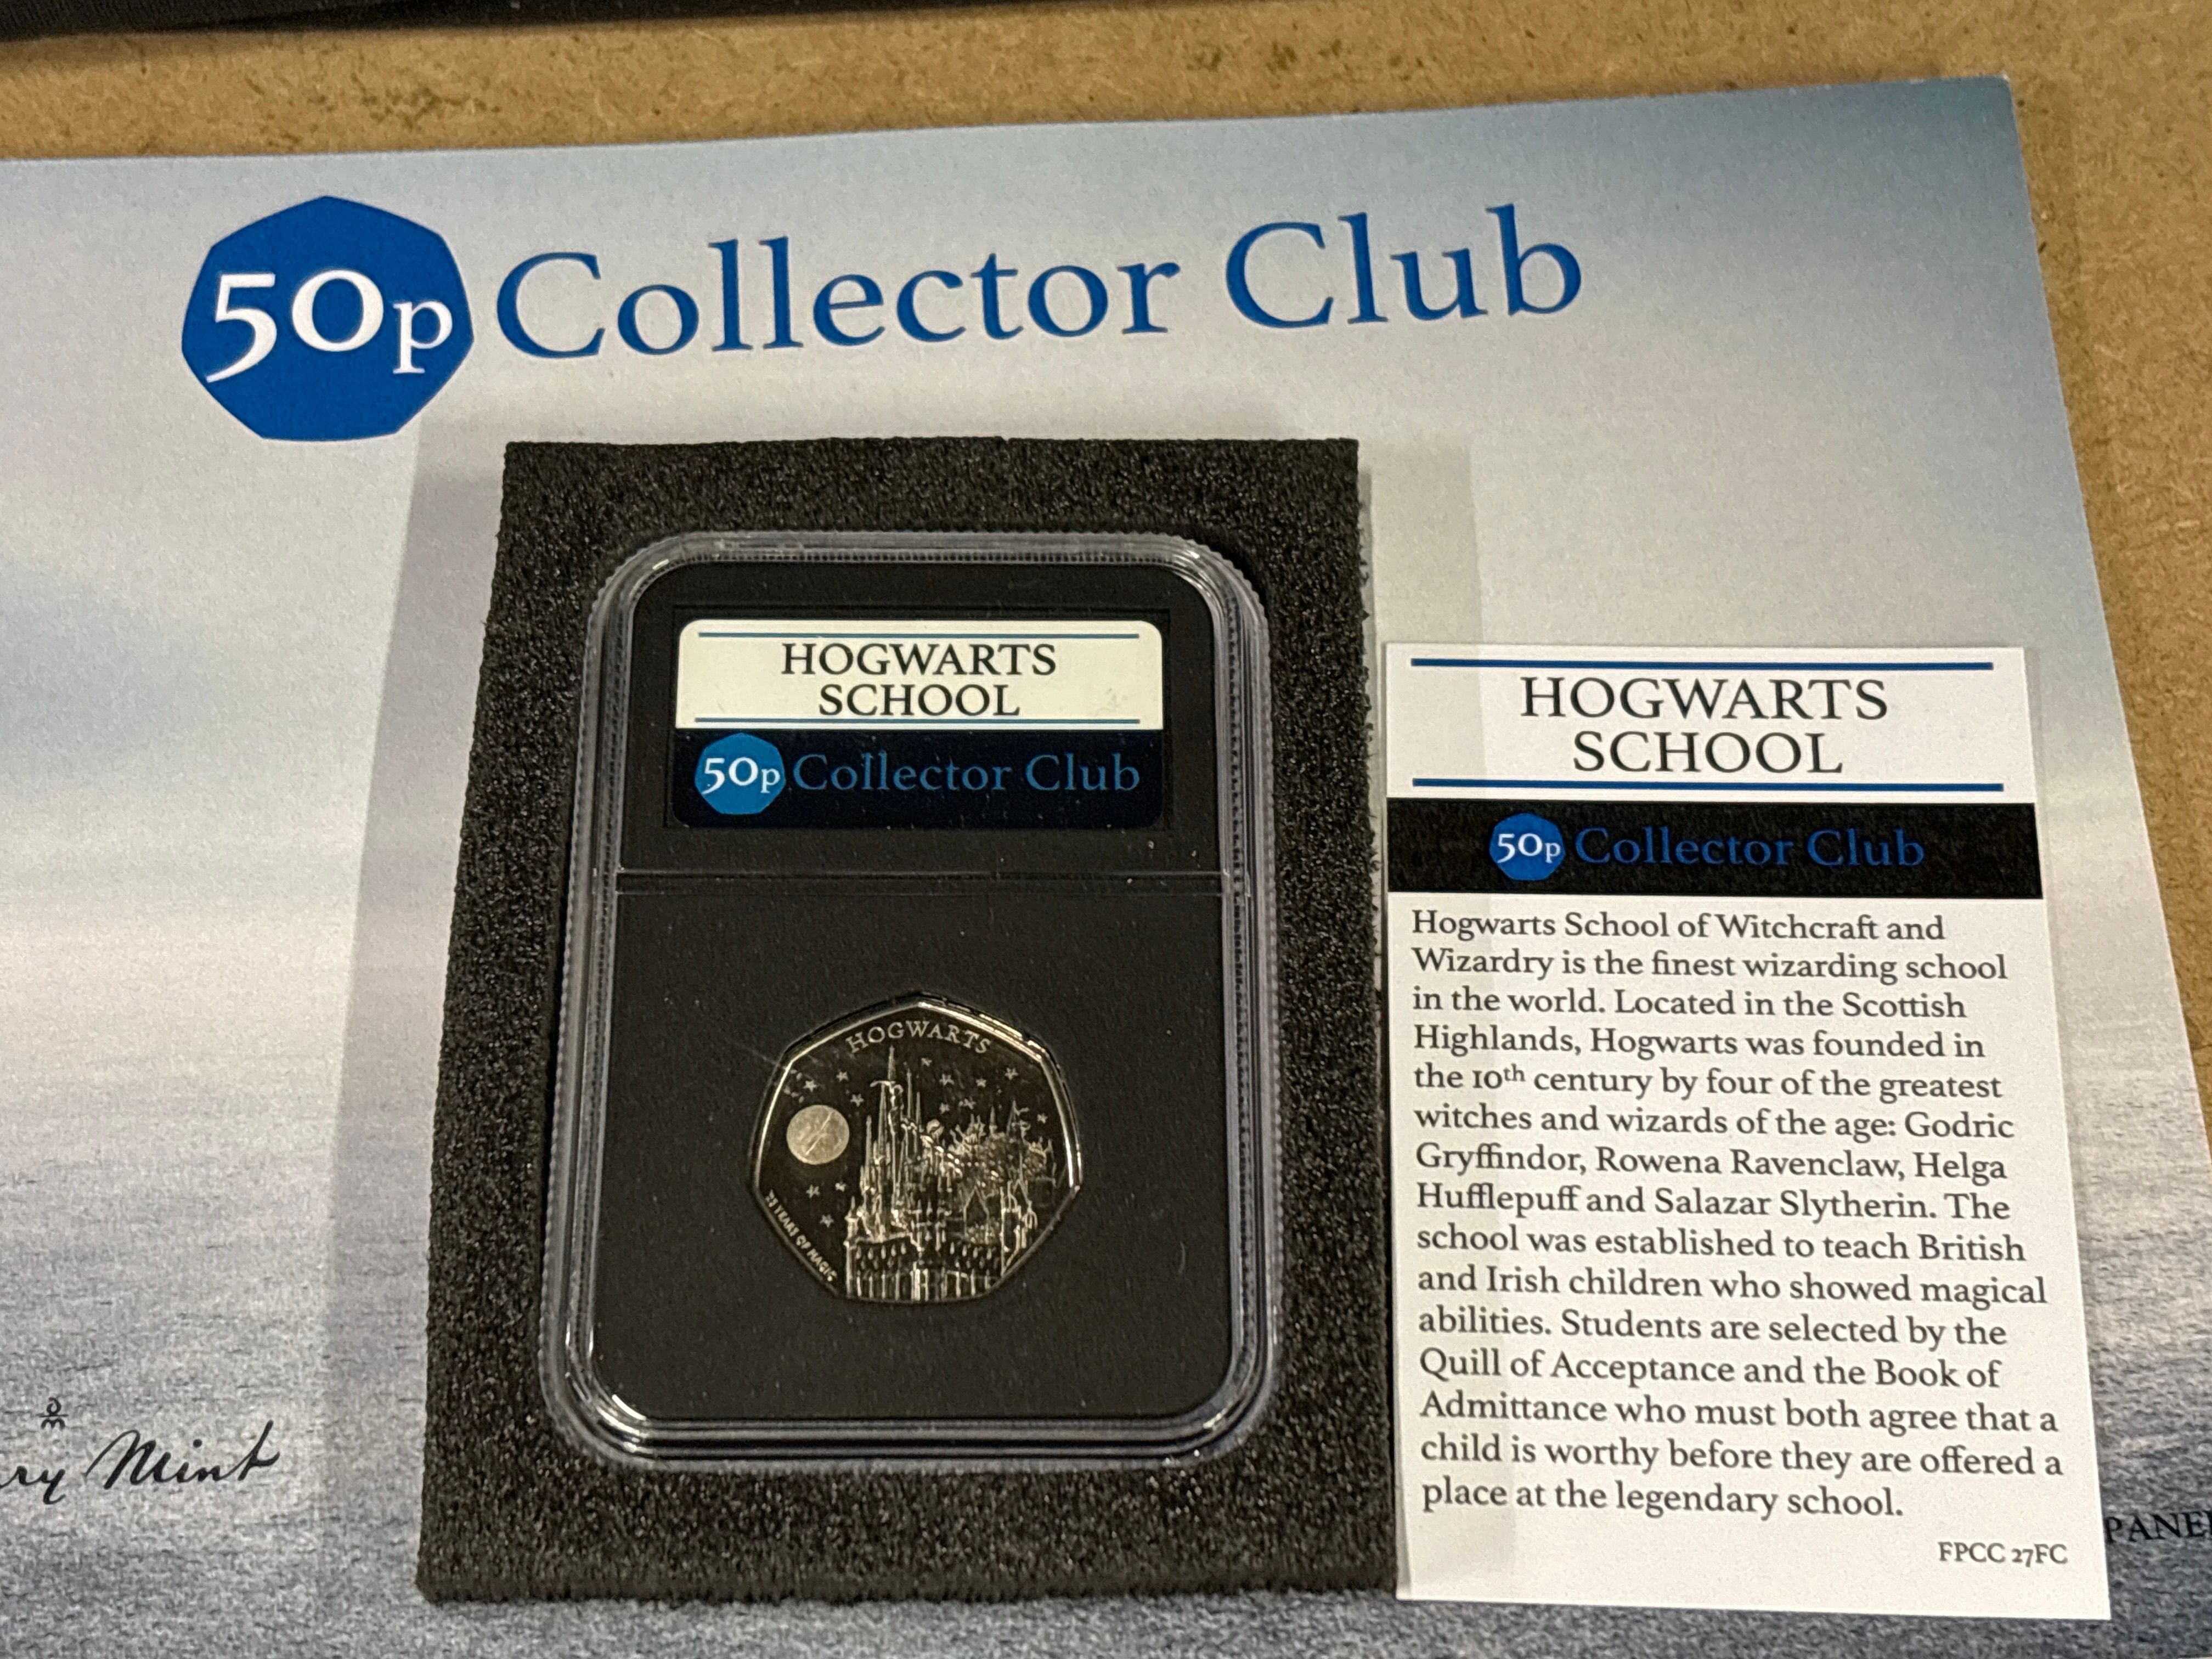 50p Collector Club
HOGWARTS
SCHOOL
50p Collector Club
HOGWARTS
25 YEARS OF MAGIC
HOGWARTS
SCHOOL
50p Collector Club
Hogwarts School of Witchcraft and
Wizardry is the finest wizarding school
in the world. Located in the Scottish
Highlands, Hogwarts was founded in
the 10th century by four of the greatest
witches and wizards of the age: Godric
Gryffindor, Rowena Ravenclaw, Helga
Hufflepuff and Salazar Slytherin. The
school was established to teach British
and Irish children who showed magical
abilities. Students are selected by the
Quill of Acceptance and the Book of
Admittance who must both agree that a
child is worthy before they are offered a
place at the legendary school.
FPCC 27FC
Mint